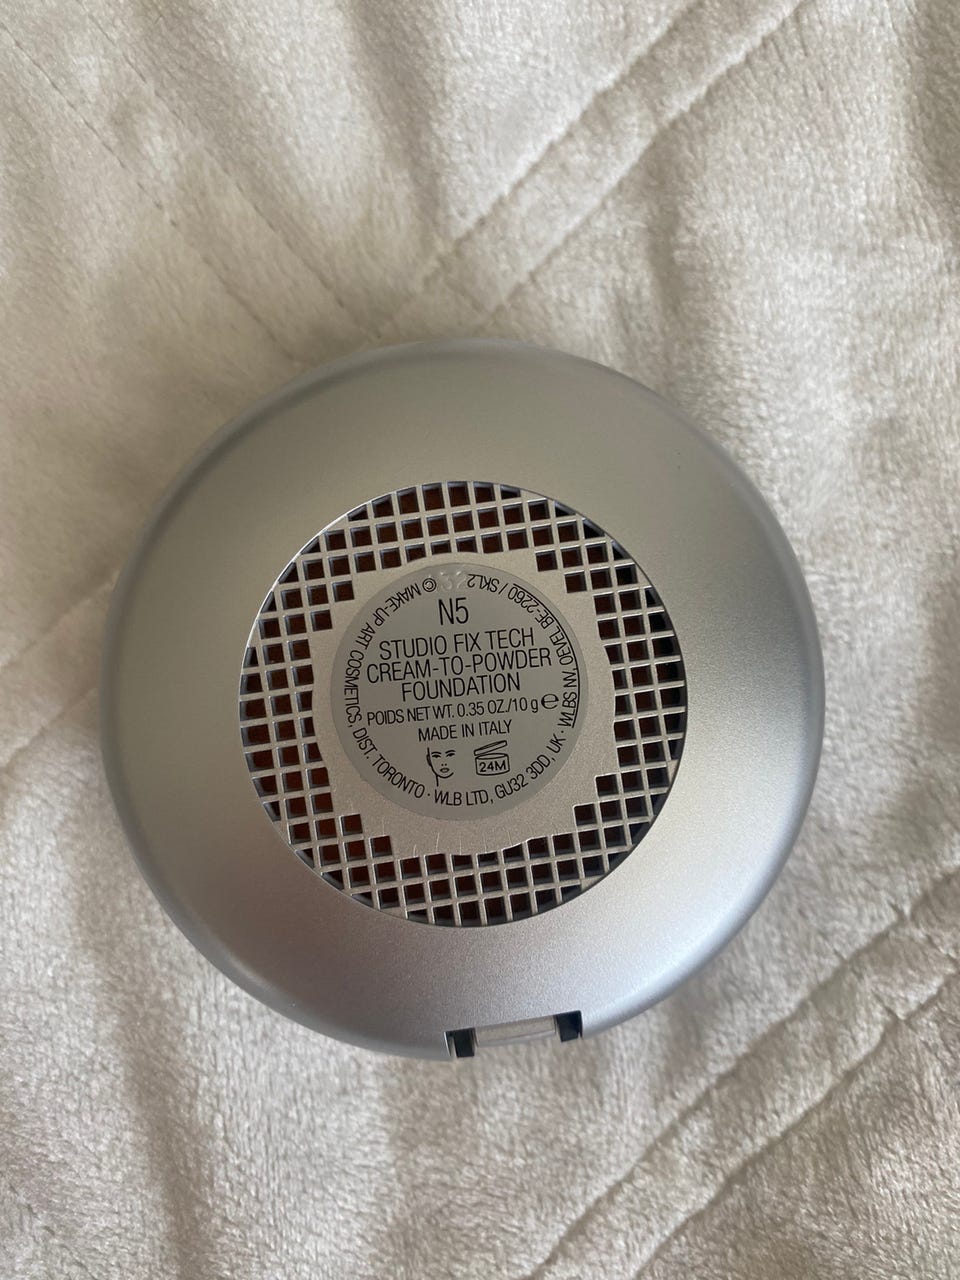 N5
STUDIO FIX TECH
CREAM-TO-POWDER
FOUNDATION
POIDS NET WT. 0.35 OZ./10 g ℮
MADE IN ITALY
24M
© MAKE-UP ART COSMETICS, DIST. TORONTO · WLB LTD, GU32 3DD, UK · WLBS NV, OEVEL BE-2260 / SKL2